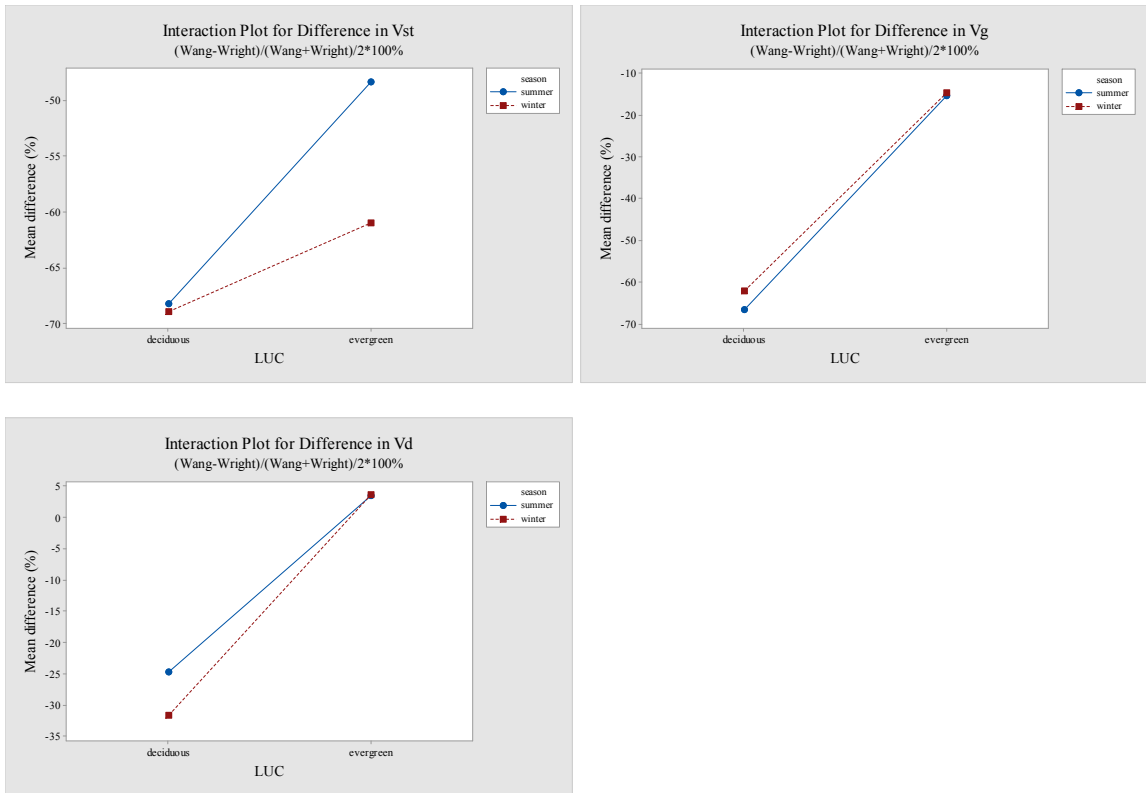 Interaction Plot for Difference in Vst
(Wang-Wright)/(Wang+Wright)/2*100%
season
summer
winter
Mean difference (%)
-50
-55
-60
-65
-70
deciduous evergreen
LUC
Interaction Plot for Difference in Vg
(Wang-Wright)/(Wang+Wright)/2*100%
season
summer
winter
Mean difference (%)
-10
-20
-30
-40
-50
-60
-70
deciduous evergreen
LUC
Interaction Plot for Difference in Vd
(Wang-Wright)/(Wang+Wright)/2*100%
season
summer
winter
Mean difference (%)
5
0
-5
-10
-15
-20
-25
-30
-35
deciduous evergreen
LUC